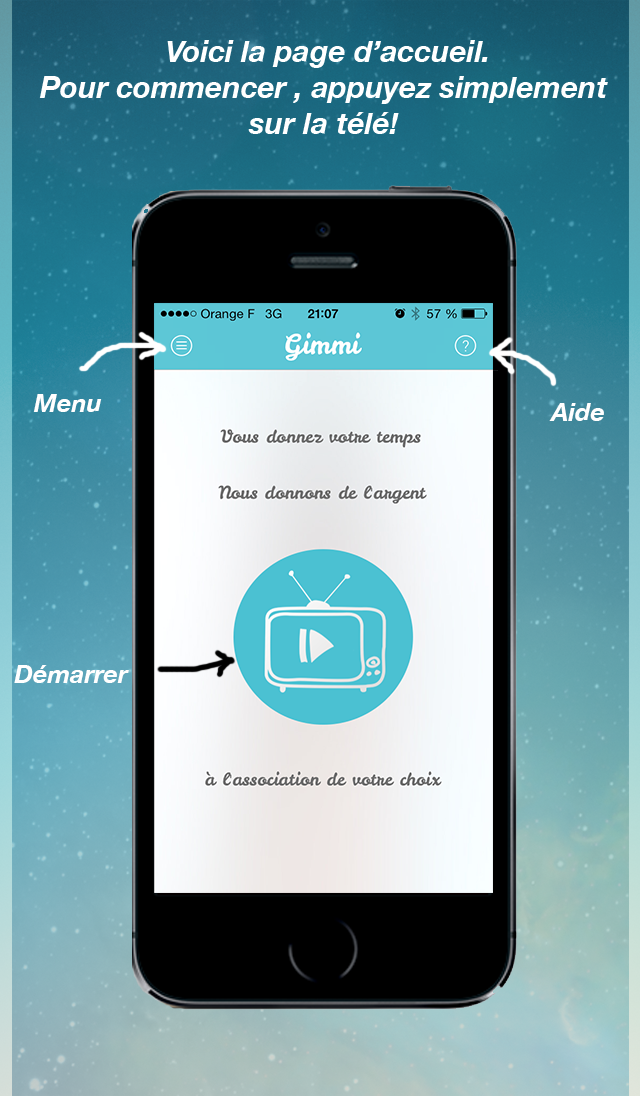 Voici la page d'accueil.
Pour commencer , appuyez simplement
sur la télé!
Orange F 3G 21:07 57 %
Gimmi ?
Menu
Aide
Vous donnez votre temps
Nous donnons de l'argent
Démarrer
à l'association de votre choix